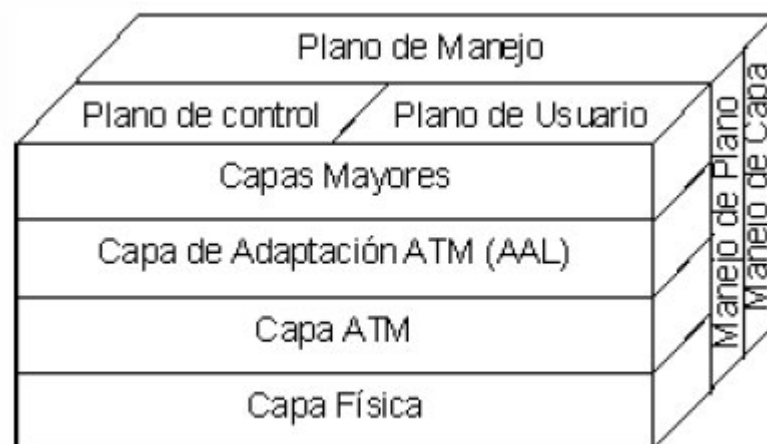 Plano de Manejo
Plano de control
Plano de Usuario
Capas Mayores
Capa de Adaptación ATM (AAL)
Capa ATM
Capa Física
Manejo de Plano
Manejo de Capa